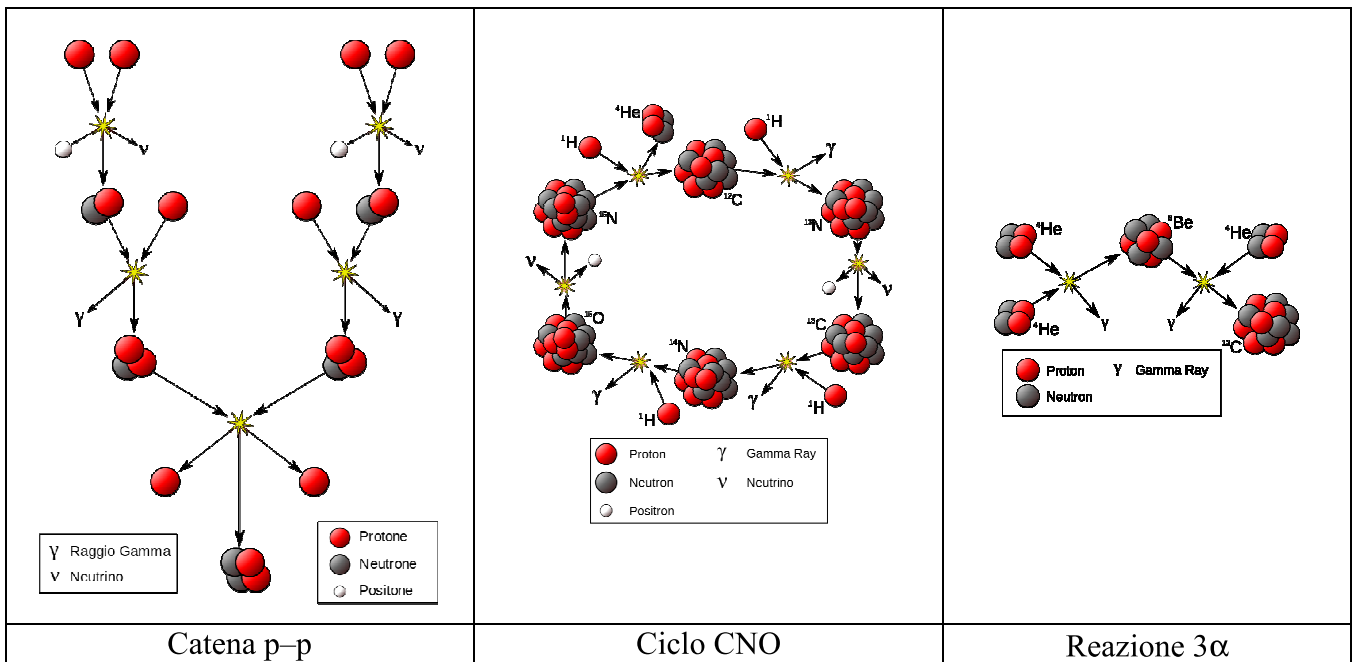 ν
ν
γ
γ
γ Raggio Gamma
ν Neutrino
Protone
Neutrone
Positone
Catena p–p
⁴He
¹H
¹H
γ
¹²C
¹⁵N
¹³N
ν
ν
¹⁵O
¹³C
¹⁴N
γ
γ
¹H
¹H
Proton γ Gamma Ray
Neutron ν Neutrino
Positron
Ciclo CNO
⁴He
⁸Be
⁴He
⁴He
γ
γ
¹²C
Proton γ Gamma Ray
Neutron
Reazione 3α